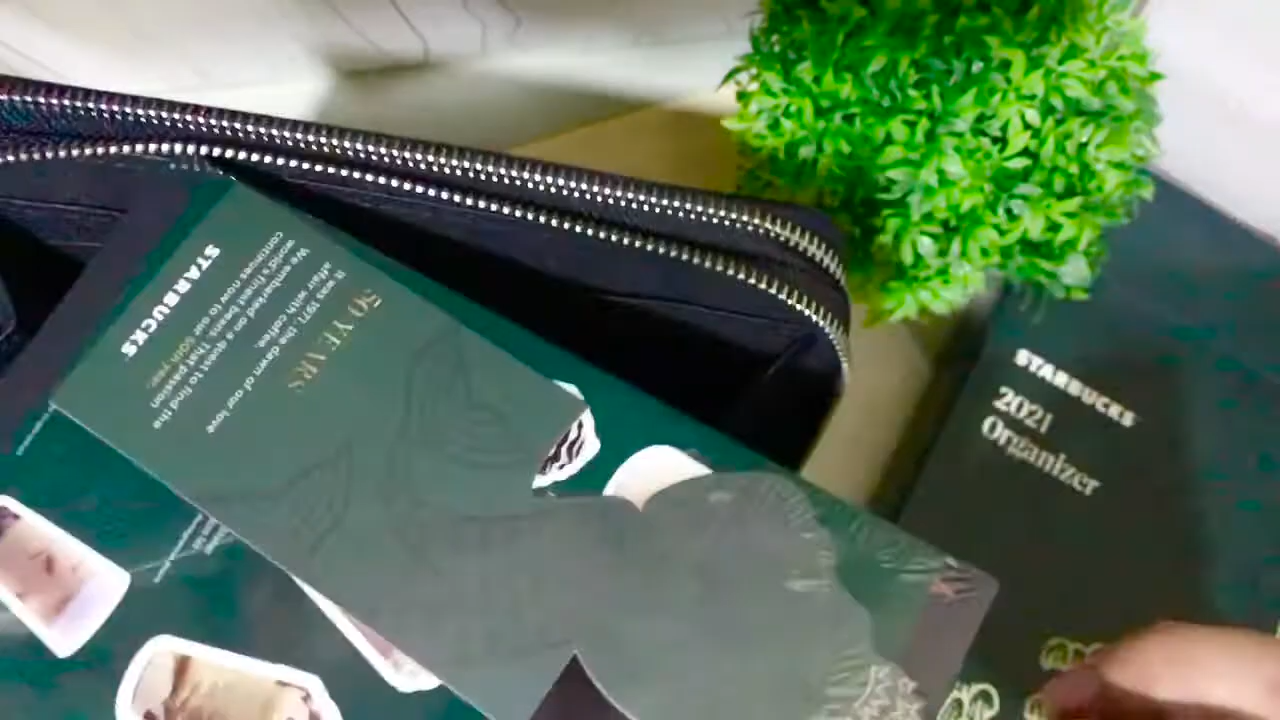 STARBUCKS
50 YEARS
It was 1971, the dawn of our love
affair with coffee.
We embarked on a quest to find the
world's finest beans. That passion
continues now to our 50th year.
STARBUCKS
2021
Organizer